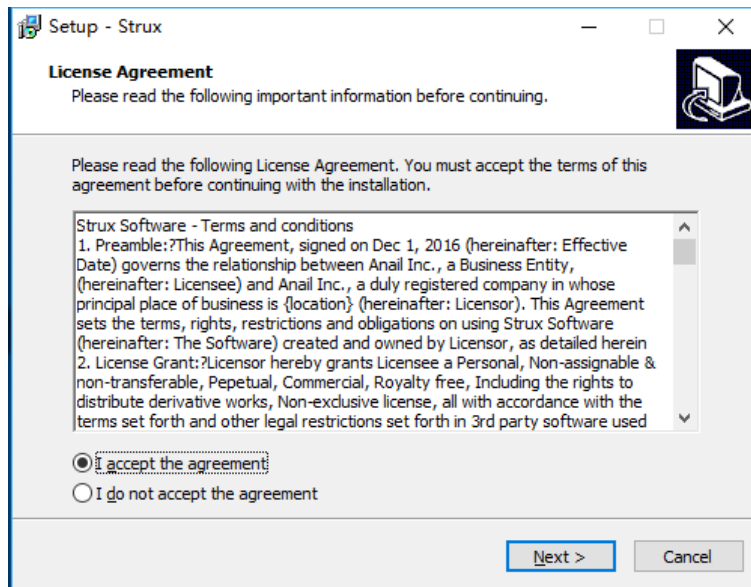 Setup - Strux
License Agreement
Please read the following important information before continuing.
Please read the following License Agreement. You must accept the terms of this
agreement before continuing with the installation.
Strux Software - Terms and conditions
1. Preamble:?This Agreement, signed on Dec 1, 2016 (hereinafter: Effective
Date) governs the relationship between Anail Inc., a Business Entity,
(hereinafter: Licensee) and Anail Inc., a duly registered company in whose
principal place of business is {location} (hereinafter: Licensor). This Agreement
sets the terms, rights, restrictions and obligations on using Strux Software
(hereinafter: The Software) created and owned by Licensor, as detailed herein
2. License Grant:?Licensor hereby grants Licensee a Personal, Non-assignable &
non-transferable, Pepetual, Commercial, Royalty free, Including the rights to
distribute derivative works, Non-exclusive license, all with accordance with the
terms set forth and other legal restrictions set forth in 3rd party software used
I accept the agreement
I do not accept the agreement
Next >
Cancel